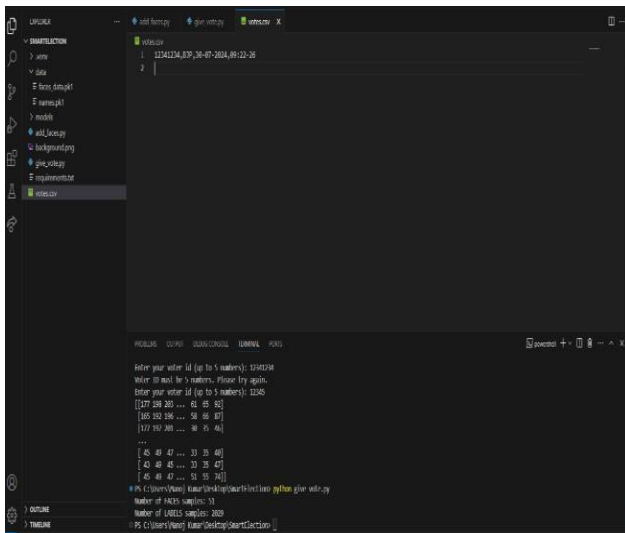 EXPLORER
SMARTELECTION
.venv
data
faces_data.pkl
names.pkl
models
add_faces.py
background.png
give_vote.py
requirements.txt
votes.csv
OUTLINE
TIMELINE
add_faces.py give_vote.py votes.csv X
votes.csv
1 12341234,BJP,30-07-2024,09:22-26
2
PROBLEMS OUTPUT DEBUG CONSOLE TERMINAL PORTS
powershell
Enter your voter id (up to 5 numbers): 12341234
Voter ID must be 5 numbers. Please try again.
Enter your voter id (up to 5 numbers): 12345
[[177 198 203 ... 61 65 92]
[165 192 196 ... 58 66 87]
[172 197 201 ... 30 35 46]
...
[ 45 49 47 ... 33 35 40]
[ 43 48 45 ... 33 35 47]
[ 45 49 47 ... 51 55 74]]
PS C:\Users\Manoj Kumar\Desktop\SmartElection> python give_vote.py
Number of FACES samples: 51
Number of LABELS samples: 2029
PS C:\Users\Manoj Kumar\Desktop\SmartElection>